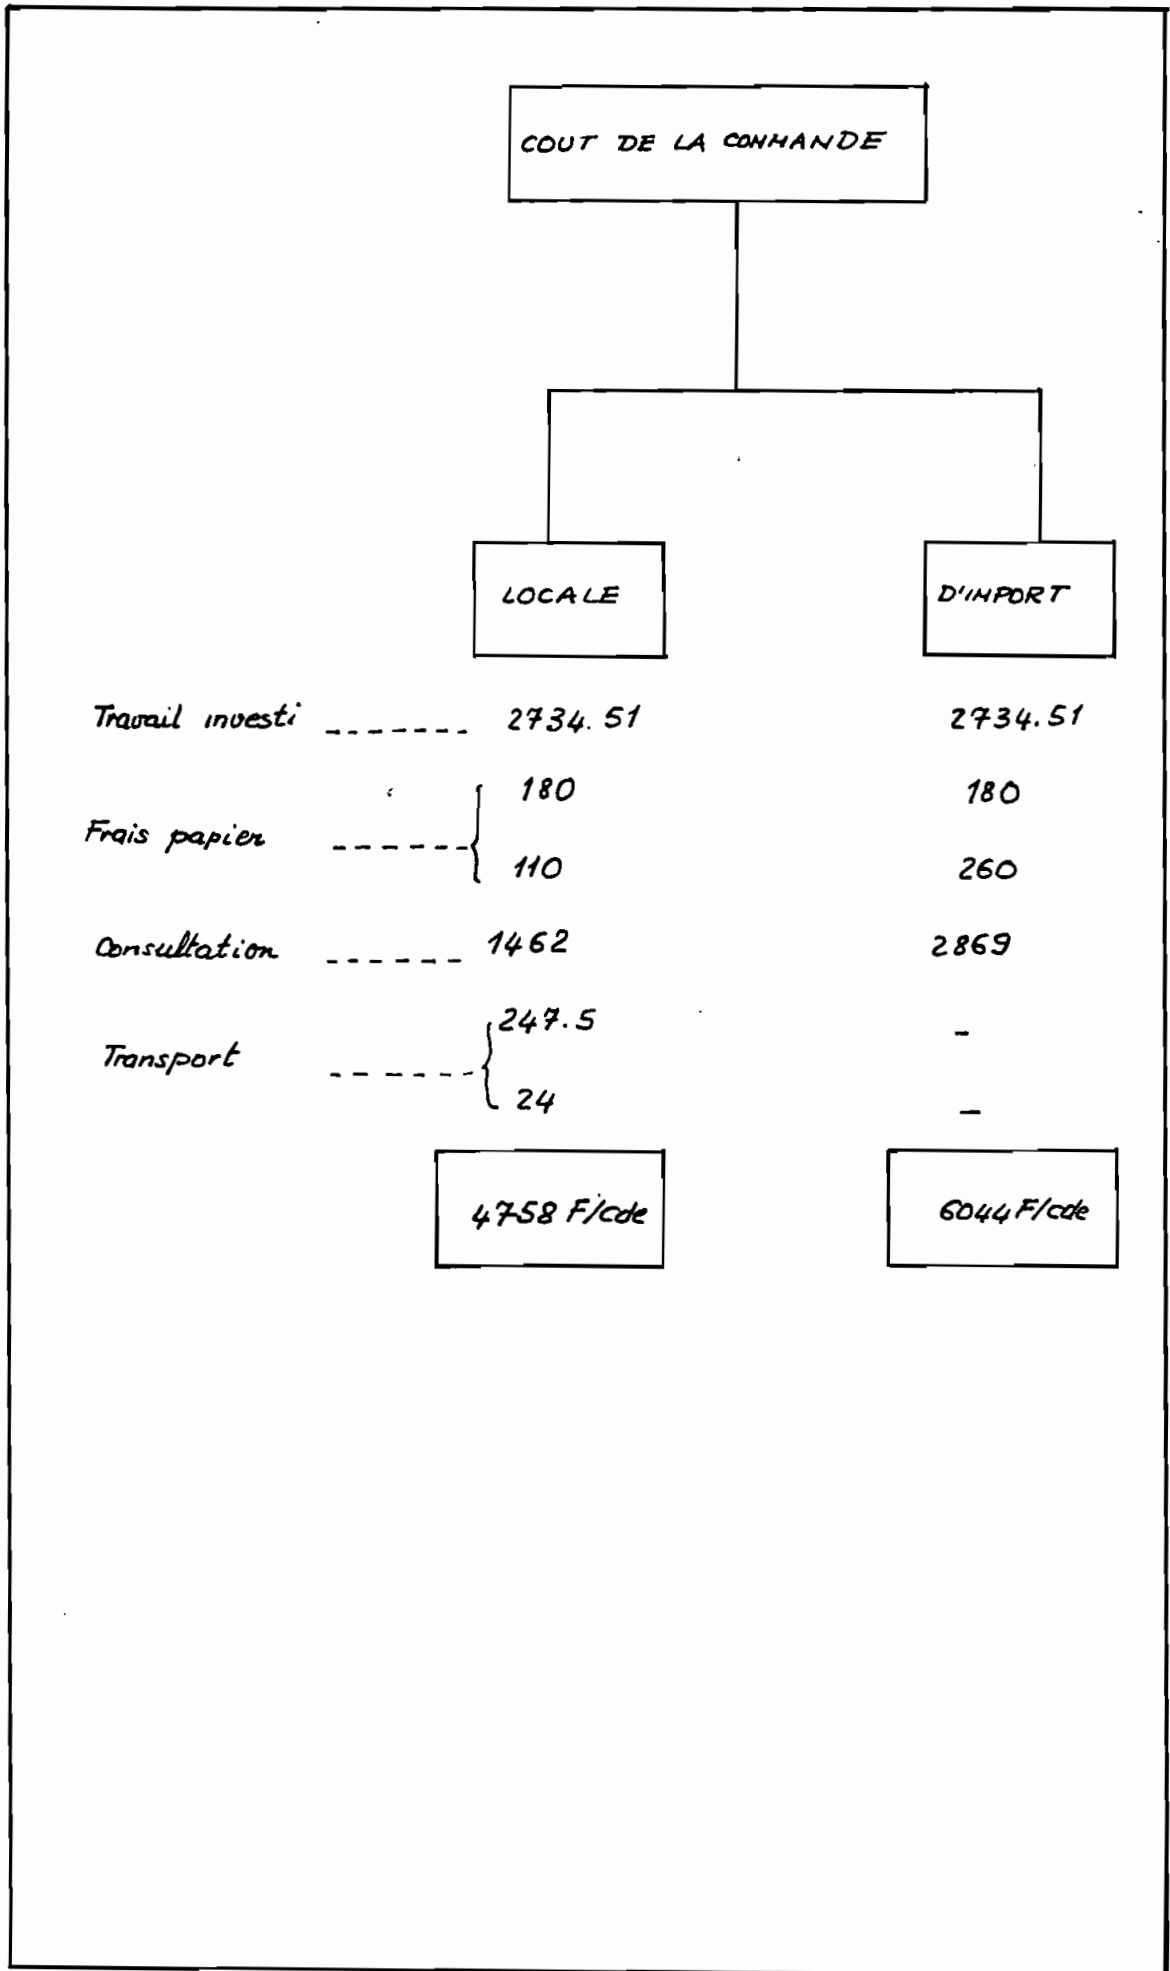 COUT DE LA COMMANDE
LOCALE D'IMPORT
Travail investi ------- 2734.51 2734.51
180 180
Frais papier -------
110 260
Consultation ------ 1462 2869
247.5 -
Transport ------
24 -
4758 F/cde 6044 F/cde